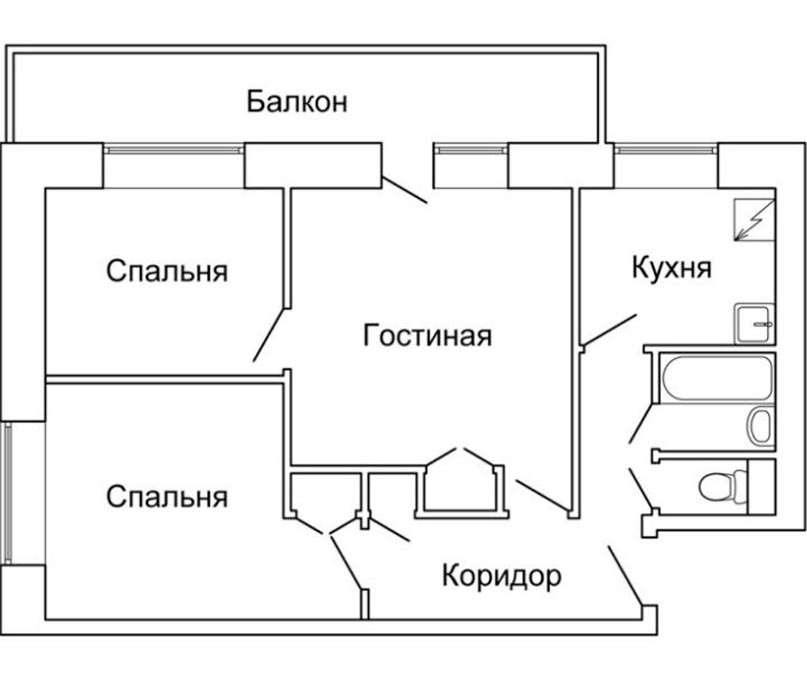 Балкон
Спальня
Кухня
Гостиная
Спальня
Коридор